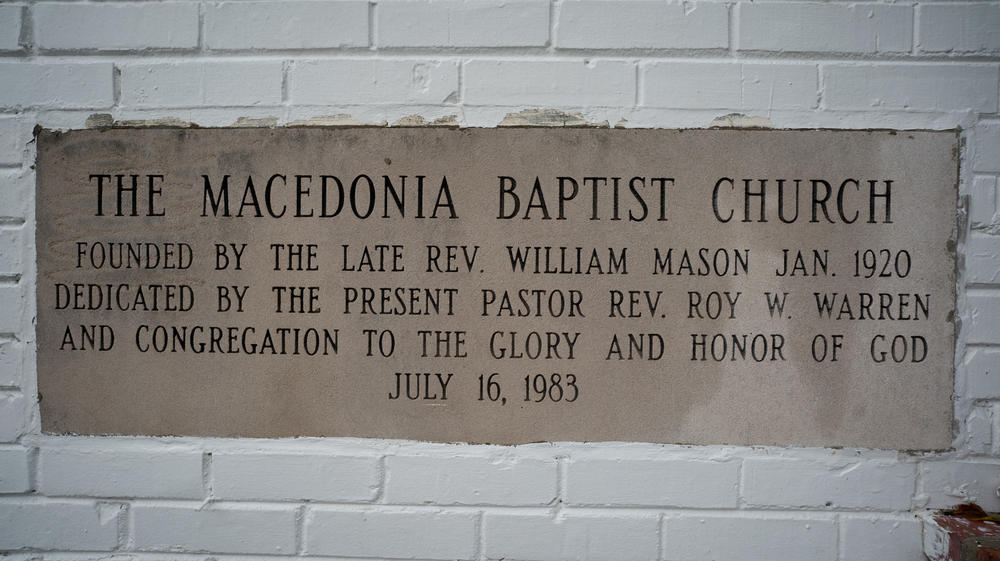 THE MACEDONIA BAPTIST CHURCH
FOUNDED BY THE LATE REV. WILLIAM MASON JAN. 1920
DEDICATED BY THE PRESENT PASTOR REV. ROY W. WARREN
AND CONGREGATION TO THE GLORY AND HONOR OF GOD
JULY 16, 1983